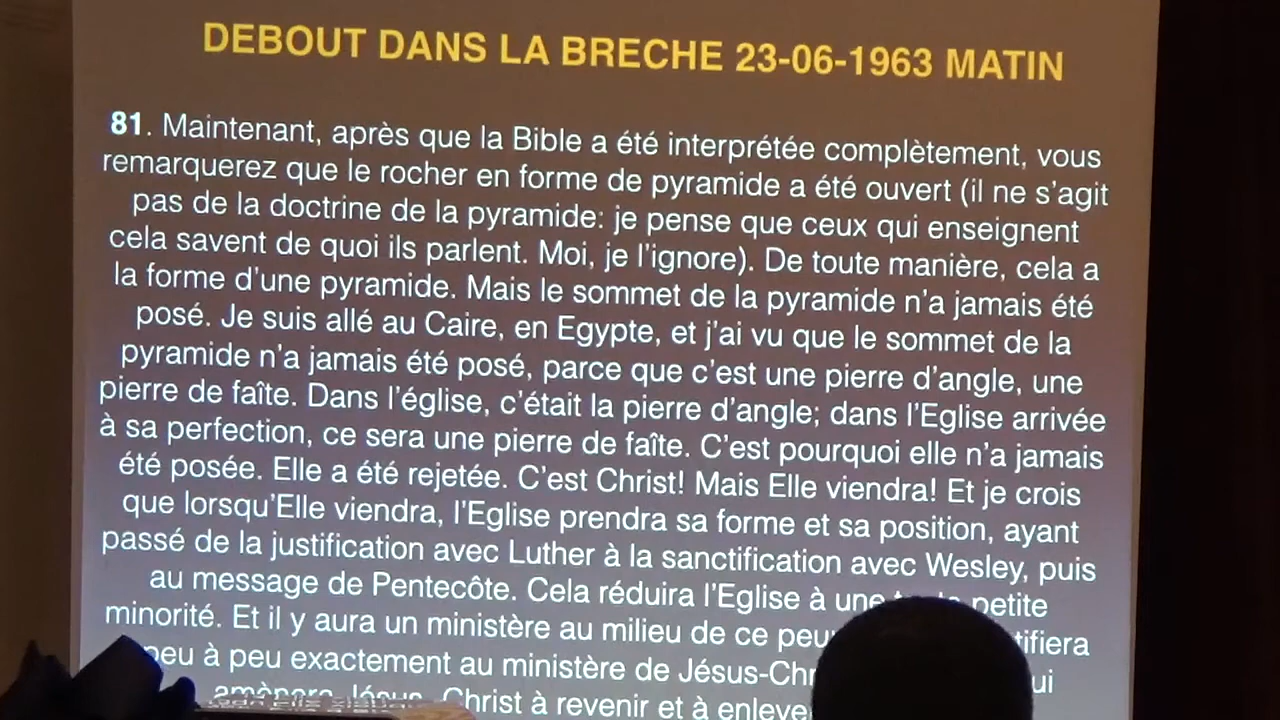 DEBOUT DANS LA BRECHE 23-06-1963 MATIN
81. Maintenant, après que la Bible a été interprétée complètement, vous
remarquerez que le rocher en forme de pyramide a été ouvert (il ne s'agit
pas de la doctrine de la pyramide: je pense que ceux qui enseignent
cela savent de quoi ils parlent. Moi, je l'ignore). De toute manière, cela a
la forme d'une pyramide. Mais le sommet de la pyramide n'a jamais été
posé. Je suis allé au Caire, en Egypte, et j'ai vu que le sommet de la
pyramide n'a jamais été posé, parce que c'est une pierre d'angle, une
pierre de faîte. Dans l'église, c'était la pierre d'angle; dans l'Eglise arrivée
à sa perfection, ce sera une pierre de faîte. C'est pourquoi elle n'a jamais
été posée. Elle a été rejetée. C'est Christ! Mais Elle viendra! Et je crois
que lorsqu'Elle viendra, l'Eglise prendra sa forme et sa position, ayant
passé de la justification avec Luther à la sanctification avec Wesley, puis
au message de Pentecôte. Cela réduira l'Eglise à une petite
minorité. Et il y aura un ministère au milieu de ce
peu à peu exactement au ministère de
Christ à revenir et à